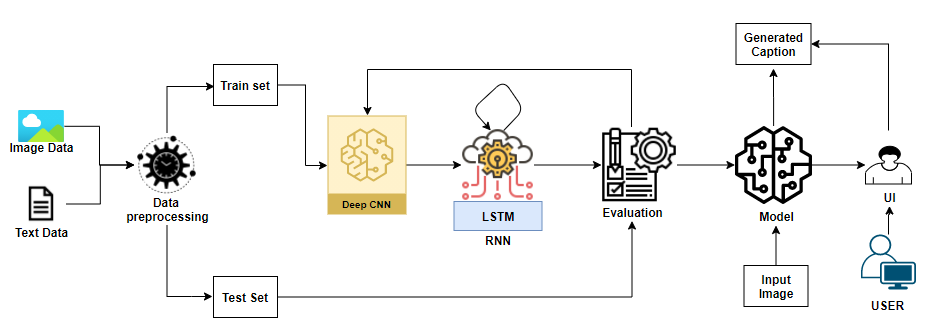 Image Data
Text Data
Data
preprocessing
Train set
Test Set
Deep CNN
LSTM
RNN
Evaluation
Generated
Caption
Model
Input
Image
UI
USER